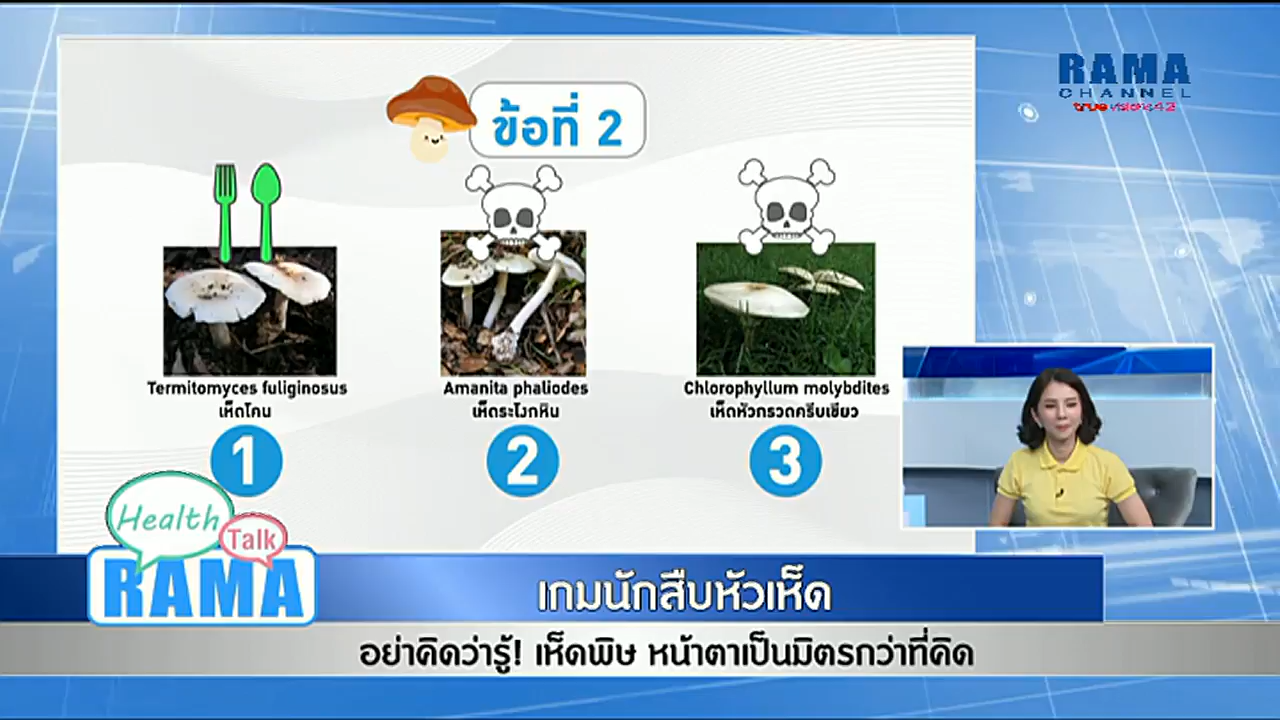 RAMA
CHANNEL
true visions 42
ข้อที่ 2
Termitomyces fuliginosus
เห็ดโคน
1
Amanita phaliodes
เห็ดระโงกหิน
2
Chlorophyllum molybdites
เห็ดหัวกรวดครีบเขียว
3
Health
Talk
RAMA
เกมนักสืบหัวเห็ด
อย่าคิดว่ารู้! เห็ดพิษ หน้าตาเป็นมิตรกว่าที่คิด